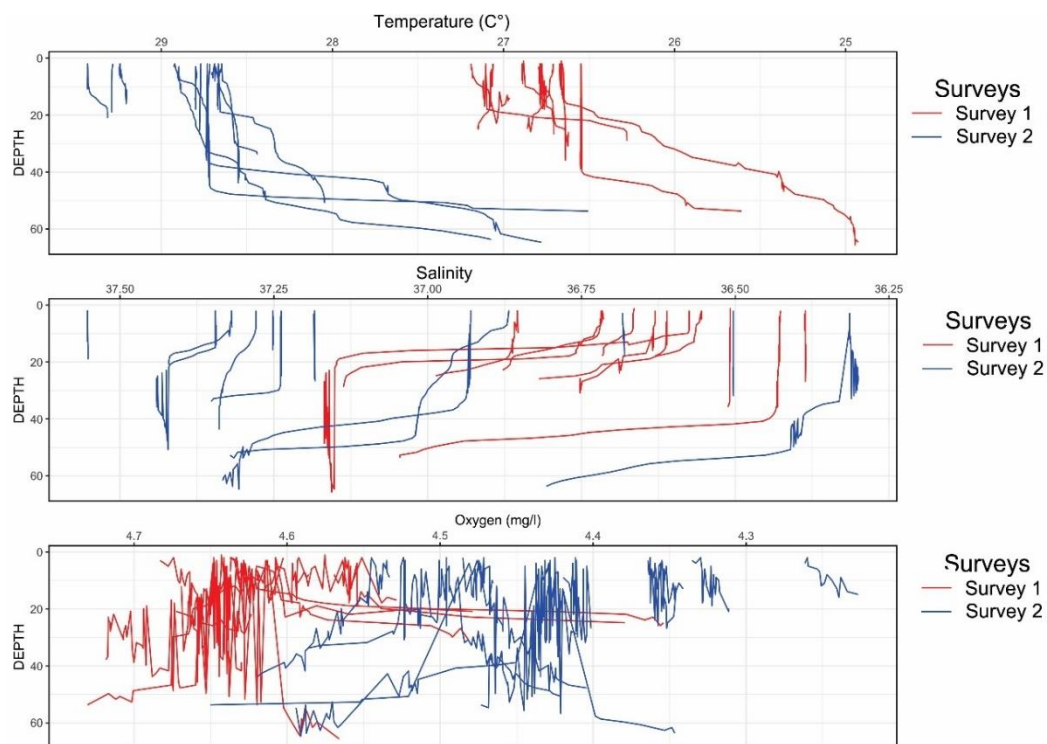 Temperature (C°)
29 28 27 26 25
0
20
40
60
DEPTH
Surveys
Survey 1
Survey 2
Salinity
37.50 37.25 37.00 36.75 36.50 36.25
0
20
40
60
DEPTH
Surveys
Survey 1
Survey 2
Oxygen (mg/l)
4.7 4.6 4.5 4.4 4.3
0
20
40
60
DEPTH
Surveys
Survey 1
Survey 2